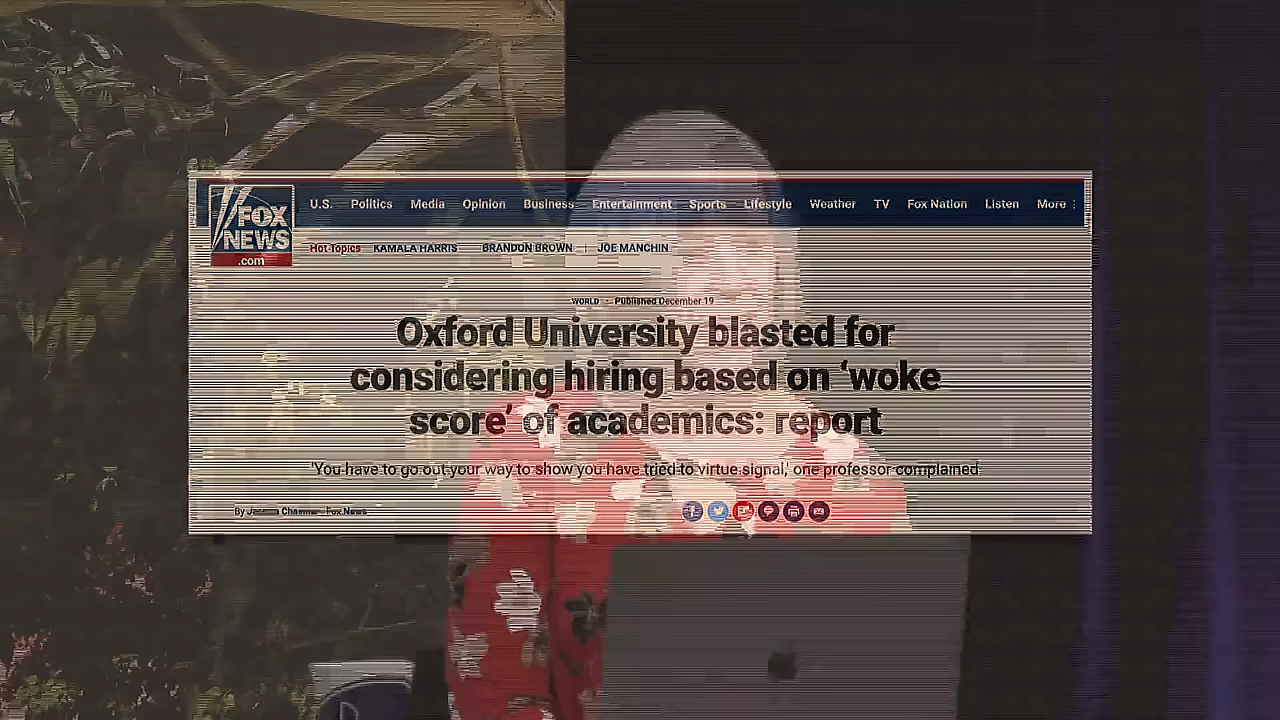 FOX
NEWS
.com
U.S. Politics Media Opinion Business Entertainment Sports Lifestyle Weather TV Fox Nation Listen More
Hot Topics KAMALA HARRIS BRANDON BROWN JOE MANCHIN
WORLD · Published December 19
Oxford University blasted for
considering hiring based on ‘woke
score’ of academics: report
'You have to go out your way to show you have tried to virtue signal,' one professor complained
By Fox News